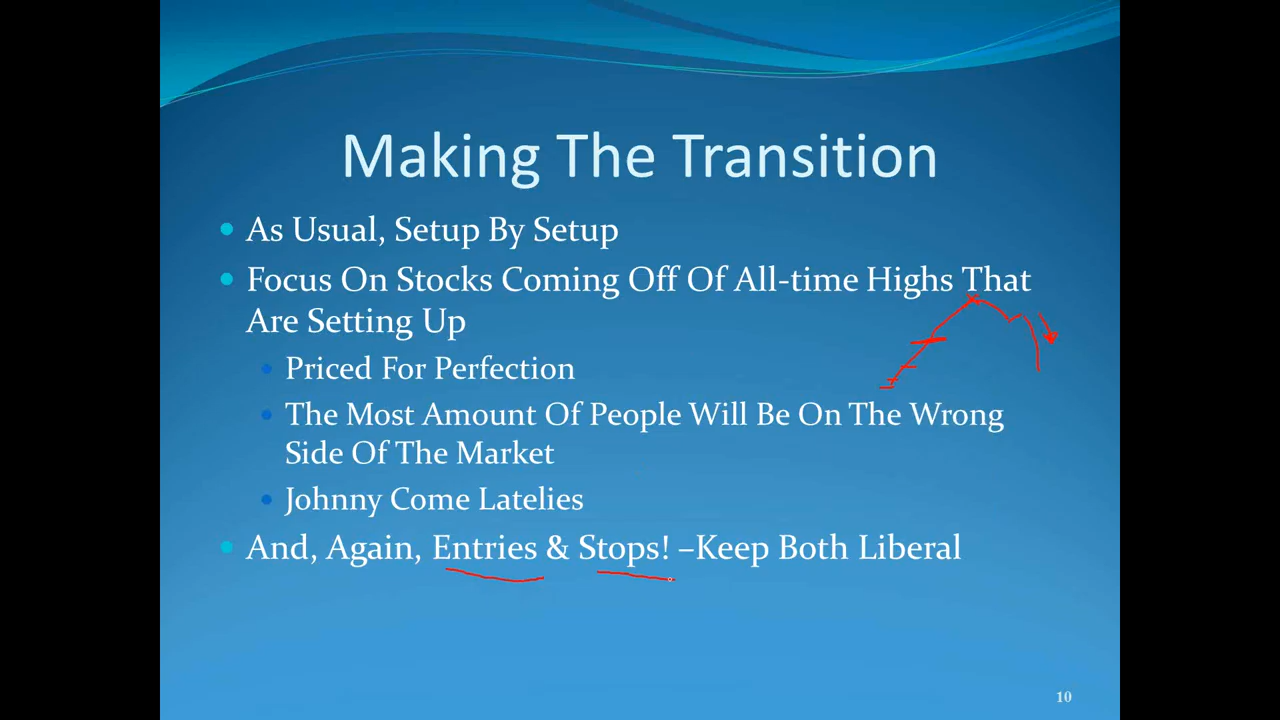 Making The Transition
As Usual, Setup By Setup
Focus On Stocks Coming Off Of All-time Highs That
Are Setting Up
Priced For Perfection
The Most Amount Of People Will Be On The Wrong
Side Of The Market
Johnny Come Latelies
And, Again, Entries & Stops! –Keep Both Liberal
10